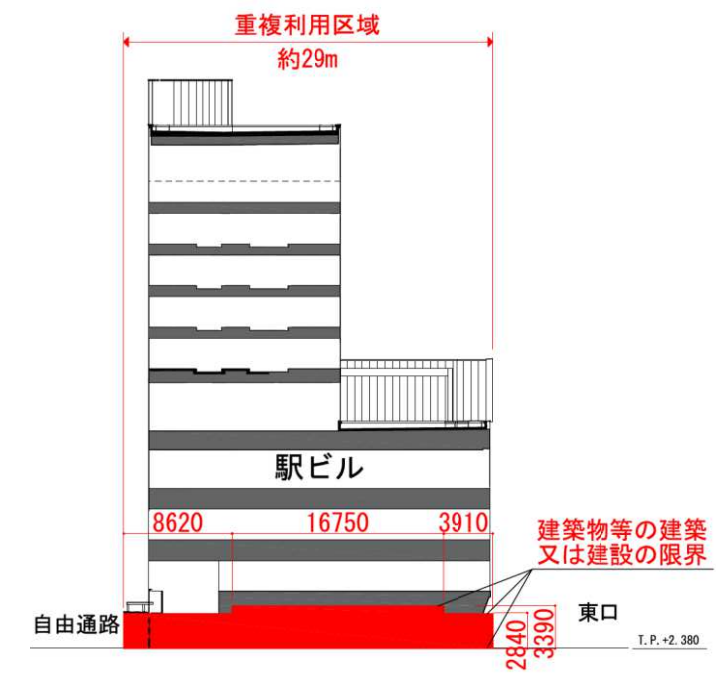 重複利用区域
約29m
駅ビル
8620
16750
3910
建築物等の建築
又は建設の限界
自由通路
東口
2840
3390
T.P.+2.380